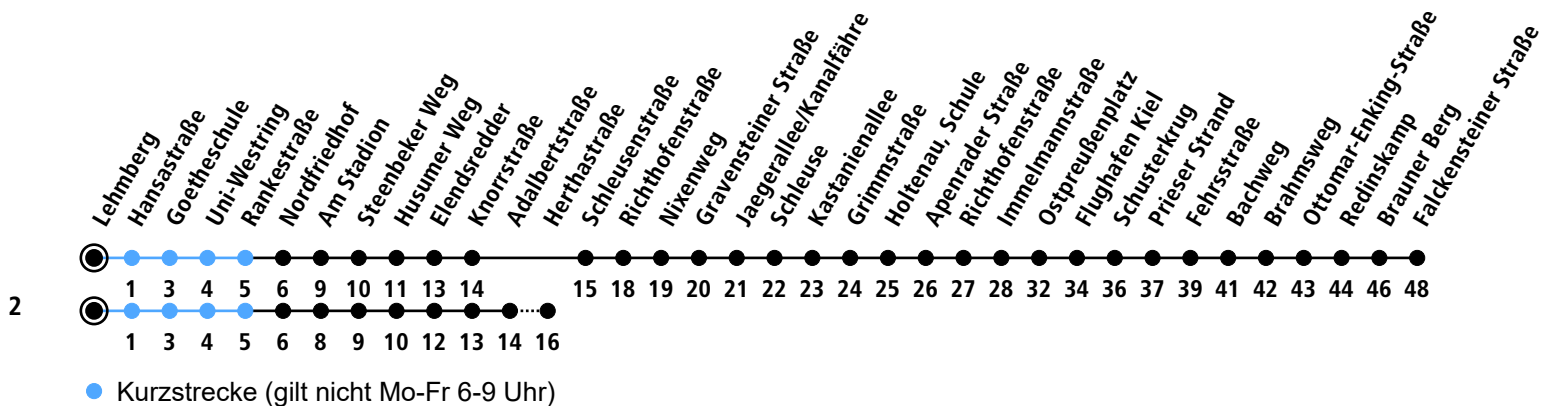 Lehmberg
Hansastraße
Goetheschule
Uni-Westring
Rankestraße
Nordfriedhof
Am Stadion
Steenbeker Weg
Husumer Weg
Elendsredder
Knorrstraße
Adalbertstraße
Herthastraße
Schleusenstraße
Richthofenstraße
Nixenweg
Gravensteiner Straße
Jaegerallee/Kanalfähre
Schleuse
Kastanienallee
Grimmstraße
Holtenau, Schule
Apenrader Straße
Richthofenstraße
Immelmannstraße
Ostpreußenplatz
Flughafen Kiel
Schusterkrug
Prieser Strand
Fehrsstraße
Bachweg
Brahmsweg
Ottomar-Enking-Straße
Redinskamp
Brauner Berg
Falckensteiner Straße
1 3 4 5 6 9 10 11 13 14 15 18 19 20 21 22 23 24 25 26 27 28 32 34 36 37 39 41 42 43 44 46 48
2
1 3 4 5 6 8 9 10 12 13 14 16
Kurzstrecke (gilt nicht Mo-Fr 6-9 Uhr)